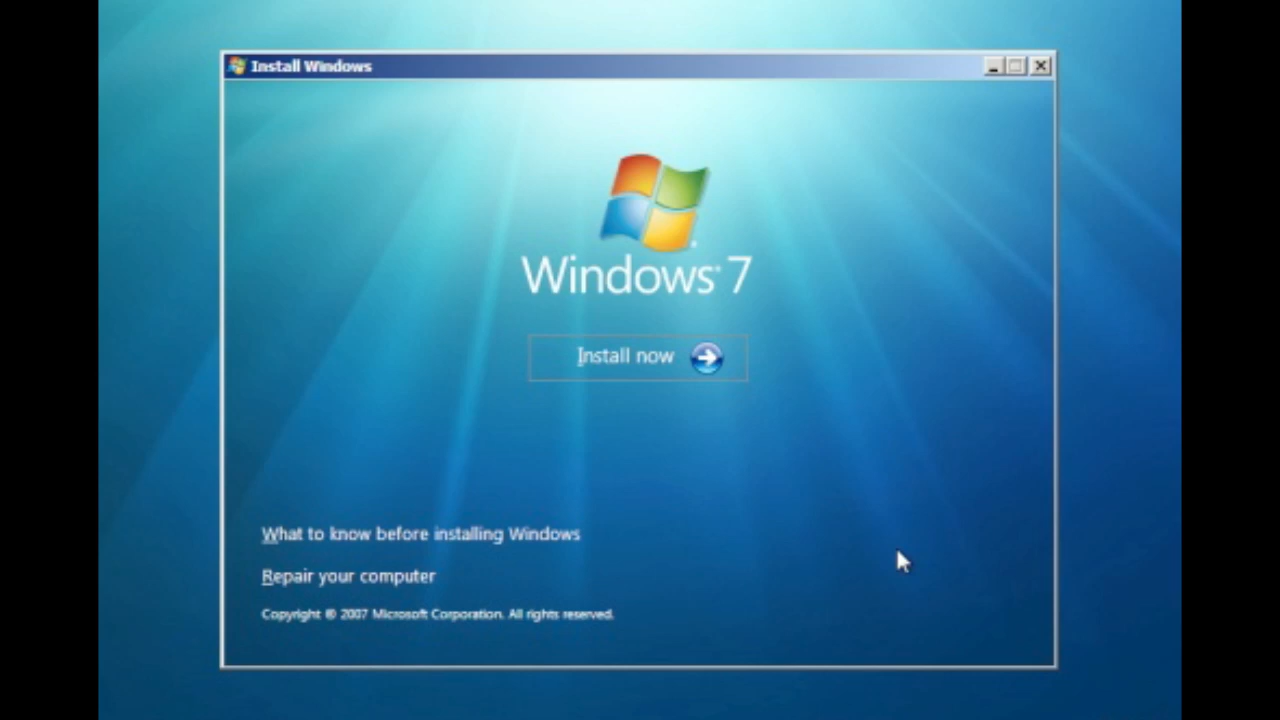 Install Windows
Windows® 7
Install now
What to know before installing Windows
Repair your computer
Copyright © 2007 Microsoft Corporation. All rights reserved.